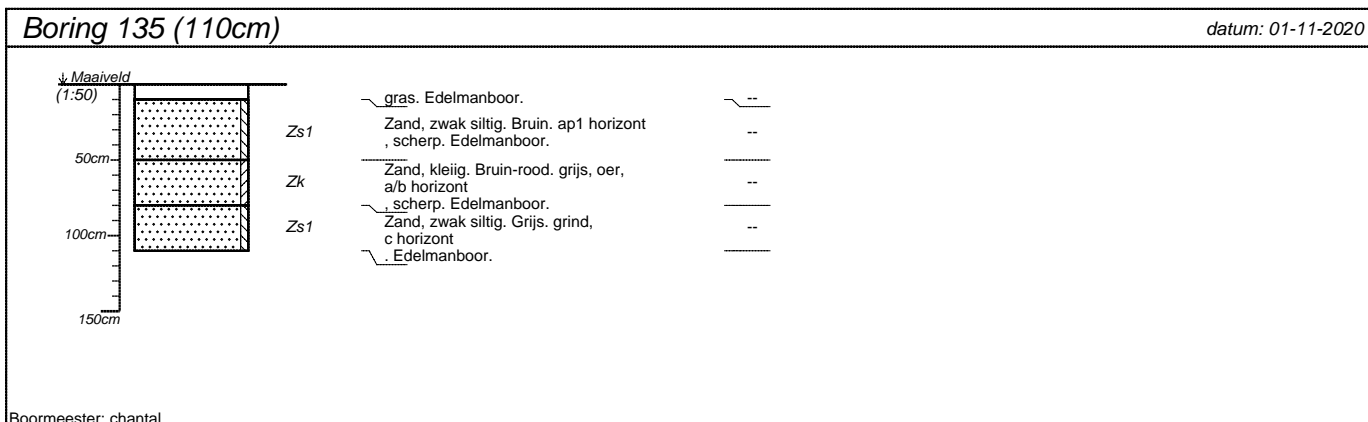 Boring 135 (110cm)
datum: 01-11-2020
Maaiveld
(1:50)
gras. Edelmanboor.
--
Zs1
Zand, zwak siltig. Bruin. ap1 horizont
, scherp. Edelmanboor.
--
50cm
Zk
Zand, kleiig. Bruin-rood. grijs, oer,
a/b horizont
, scherp. Edelmanboor.
--
Zs1
Zand, zwak siltig. Grijs. grind,
c horizont
. Edelmanboor.
--
100cm
150cm
Boormeester: chantal